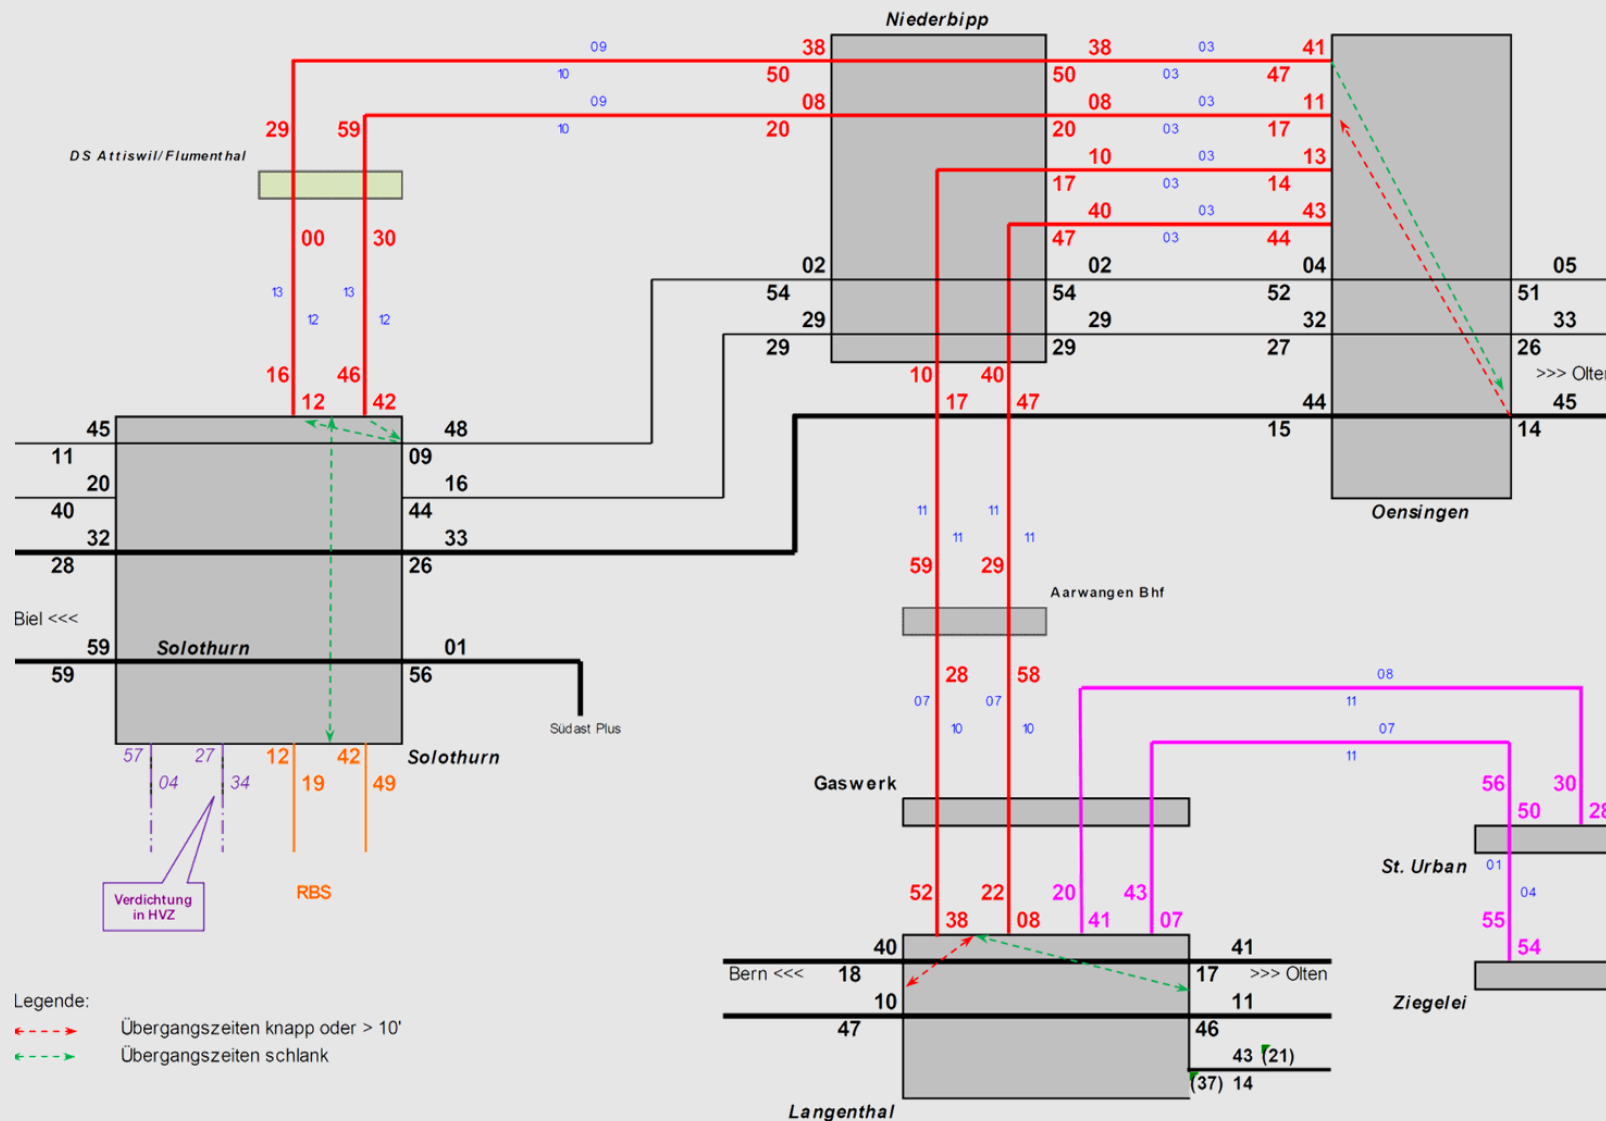 Niederbipp
09 38 38 03 41
10 50 50 03 47
09 08 08 03 11
29 59 10 20 20 03 17
DS Attiswil/Flumenthal 10 03 13
17 03 14
00 30 40 03 43
47 03 44
02 02 04 05
13 13 54 54 52 51
12 12 29 29 32 33
29 29 27 26
16 46 10 40 >>> Olten
12 42 17 47 44 45
45 48 15 14
11 09
20 16
40 44 11 11 Oensingen
32 33 11 11
28 26 59 29
Aarwangen Bhf
Biel <<<
59 Solothurn 01
59 56 28 58 08
07 07 11
Südast Plus 10 10 07
57 27 12 42 Solothurn 11
04 34 19 49 Gaswerk 56 30
50 28
St. Urban 01
RBS 52 22 20 43 04
Verdichtung
in HVZ
38 08 41 07 55
40 41 54
Bern <<< 18 17 >>> Olten
10 11 Ziegelei
Legende:
47 46
Übergangszeiten knapp oder > 10'
Übergangszeiten schlank
43 (21)
(37) 14
Langenthal